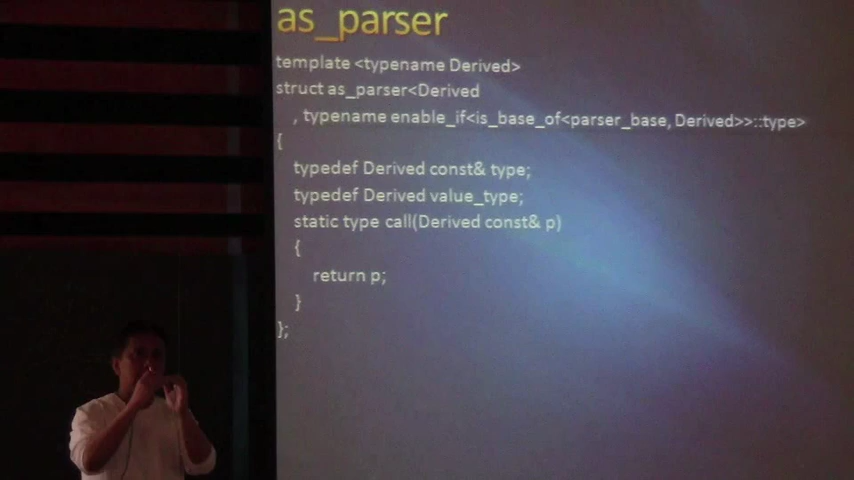 as_parser
template <typename Derived>
struct as_parser<Derived
, typename enable_if<is_base_of<parser_base, Derived>>::type>
{
typedef Derived const& type;
typedef Derived value_type;
static type call(Derived const& p)
{
return p;
}
};